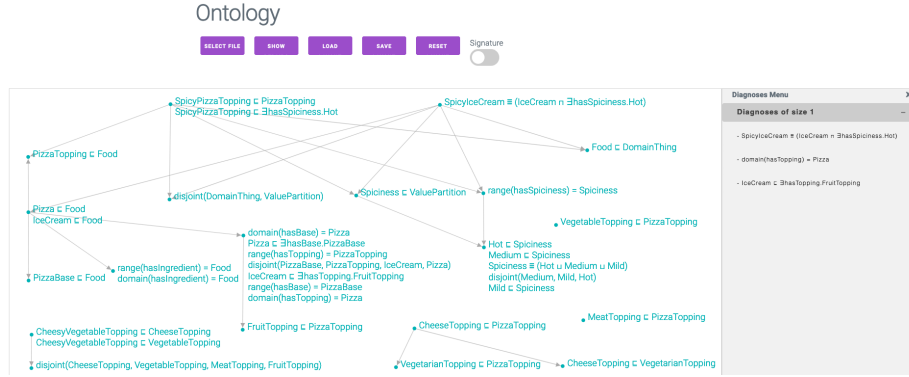 Ontology
SELECT FILE
SHOW
LOAD
SAVE
RESET
Signature
SpicyPizzaTopping ⊑ PizzaTopping
SpicyPizzaTopping ⊑ ∃hasSpiciness.Hot
SpicyIceCream ≡ (IceCream ⊓ ∃hasSpiciness.Hot)
PizzaTopping ⊑ Food
Food ⊑ DomainThing
disjoint(DomainThing, ValuePartition)
Spiciness ⊑ ValuePartition
range(hasSpiciness) = Spiciness
Pizza ⊑ Food
IceCream ⊑ Food
VegetableTopping ⊑ PizzaTopping
domain(hasBase) = Pizza
Pizza ⊑ ∃hasBase.PizzaBase
range(hasTopping) = PizzaTopping
disjoint(PizzaBase, PizzaTopping, IceCream, Pizza)
IceCream ⊑ ∃hasTopping.FruitTopping
range(hasBase) = PizzaBase
domain(hasTopping) = Pizza
Hot ⊑ Spiciness
Medium ⊑ Spiciness
Spiciness ≡ (Hot ⊔ Medium ⊔ Mild)
disjoint(Medium, Mild, Hot)
Mild ⊑ Spiciness
PizzaBase ⊑ Food
range(hasIngredient) = Food
domain(hasIngredient) = Food
MeatTopping ⊑ PizzaTopping
CheesyVegetableTopping ⊑ CheeseTopping
CheesyVegetableTopping ⊑ VegetableTopping
FruitTopping ⊑ PizzaTopping
CheeseTopping ⊑ PizzaTopping
disjoint(CheeseTopping, VegetableTopping, MeatTopping, FruitTopping)
VegetarianTopping ⊑ PizzaTopping
CheeseTopping ⊑ VegetarianTopping
Diagnoses Menu
Diagnoses of size 1 –
- SpicyIceCream ≡ (IceCream ⊓ ∃hasSpiciness.Hot)
- domain(hasTopping) = Pizza
- IceCream ⊑ ∃hasTopping.FruitTopping